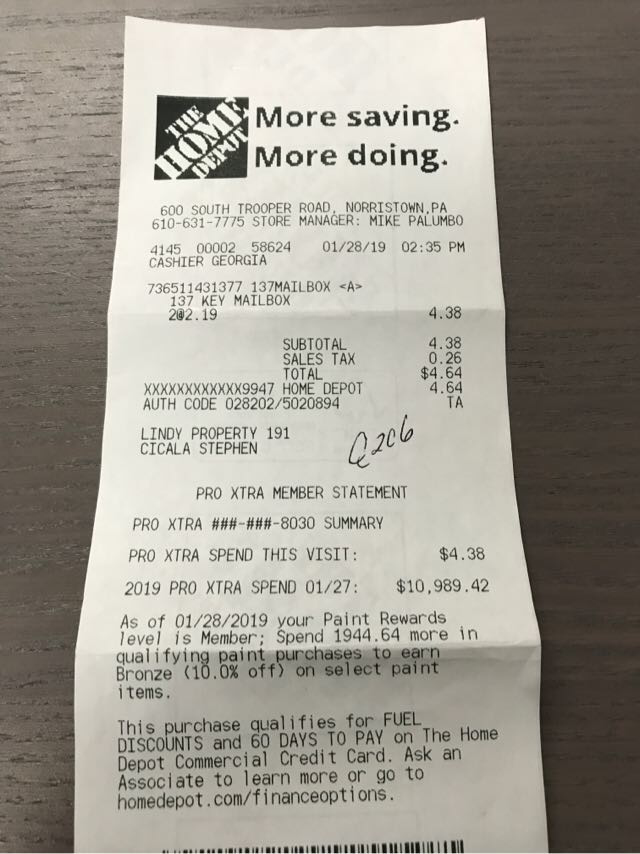 THE
HOME
DEPOT
More saving.
More doing.
600 SOUTH TROOPER ROAD, NORRISTOWN,PA
610-631-7775 STORE MANAGER: MIKE PALUMBO
4145 00002 58624 01/28/19 02:35 PM
CASHIER GEORGIA
736511431377 137MAILBOX <A>
137 KEY MAILBOX
2@2.19 4.38
SUBTOTAL 4.38
SALES TAX 0.26
TOTAL $4.64
XXXXXXXXXXXX9947 HOME DEPOT 4.64
AUTH CODE 028202/5020894 TA
LINDY PROPERTY 191
CICALA STEPHEN
Q206
PRO XTRA MEMBER STATEMENT
PRO XTRA ###-###-8030 SUMMARY
PRO XTRA SPEND THIS VISIT: $4.38
2019 PRO XTRA SPEND 01/27: $10,989.42
As of 01/28/2019 your Paint Rewards
level is Member; Spend 1944.64 more in
qualifying paint purchases to earn
Bronze (10.0% off) on select paint
items.
This purchase qualifies for FUEL
DISCOUNTS and 60 DAYS TO PAY on The Home
Depot Commercial Credit Card. Ask an
Associate to learn more or go to
homedepot.com/financeoptions.